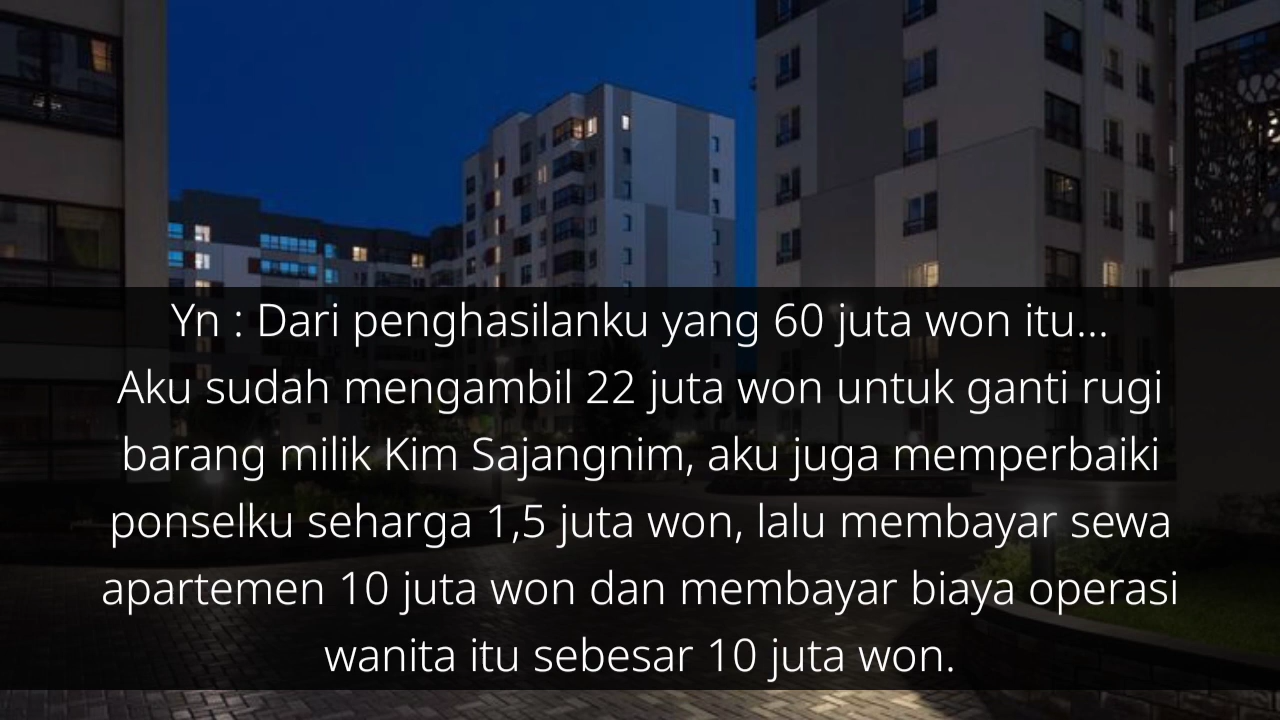 Yn : Dari penghasilanku yang 60 juta won itu...
Aku sudah mengambil 22 juta won untuk ganti rugi
barang milik Kim Sajangnim, aku juga memperbaiki
ponselku seharga 1,5 juta won, lalu membayar sewa
apartemen 10 juta won dan membayar biaya operasi
wanita itu sebesar 10 juta won.